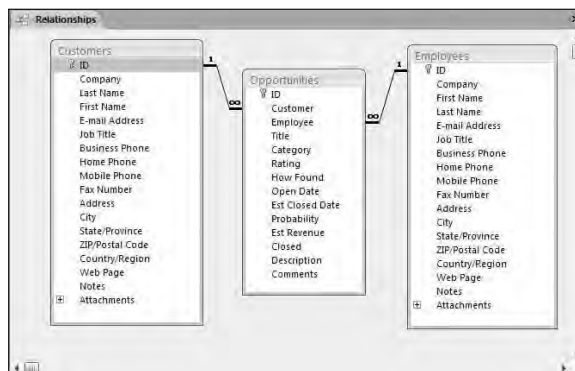 Relationships
Customers
ID
Company
Last Name
First Name
E-mail Address
Job Title
Business Phone
Home Phone
Mobile Phone
Fax Number
Address
City
State/Province
ZIP/Postal Code
Country/Region
Web Page
Notes
Attachments
1
∞
Opportunities
ID
Customer
Employee
Title
Category
Rating
How Found
Open Date
Est Closed Date
Probability
Est Revenue
Closed
Description
Comments
∞
1
Employees
ID
Company
First Name
Last Name
E-mail Address
Job Title
Business Phone
Home Phone
Mobile Phone
Fax Number
Address
City
State/Province
ZIP/Postal Code
Country/Region
Web Page
Notes
Attachments